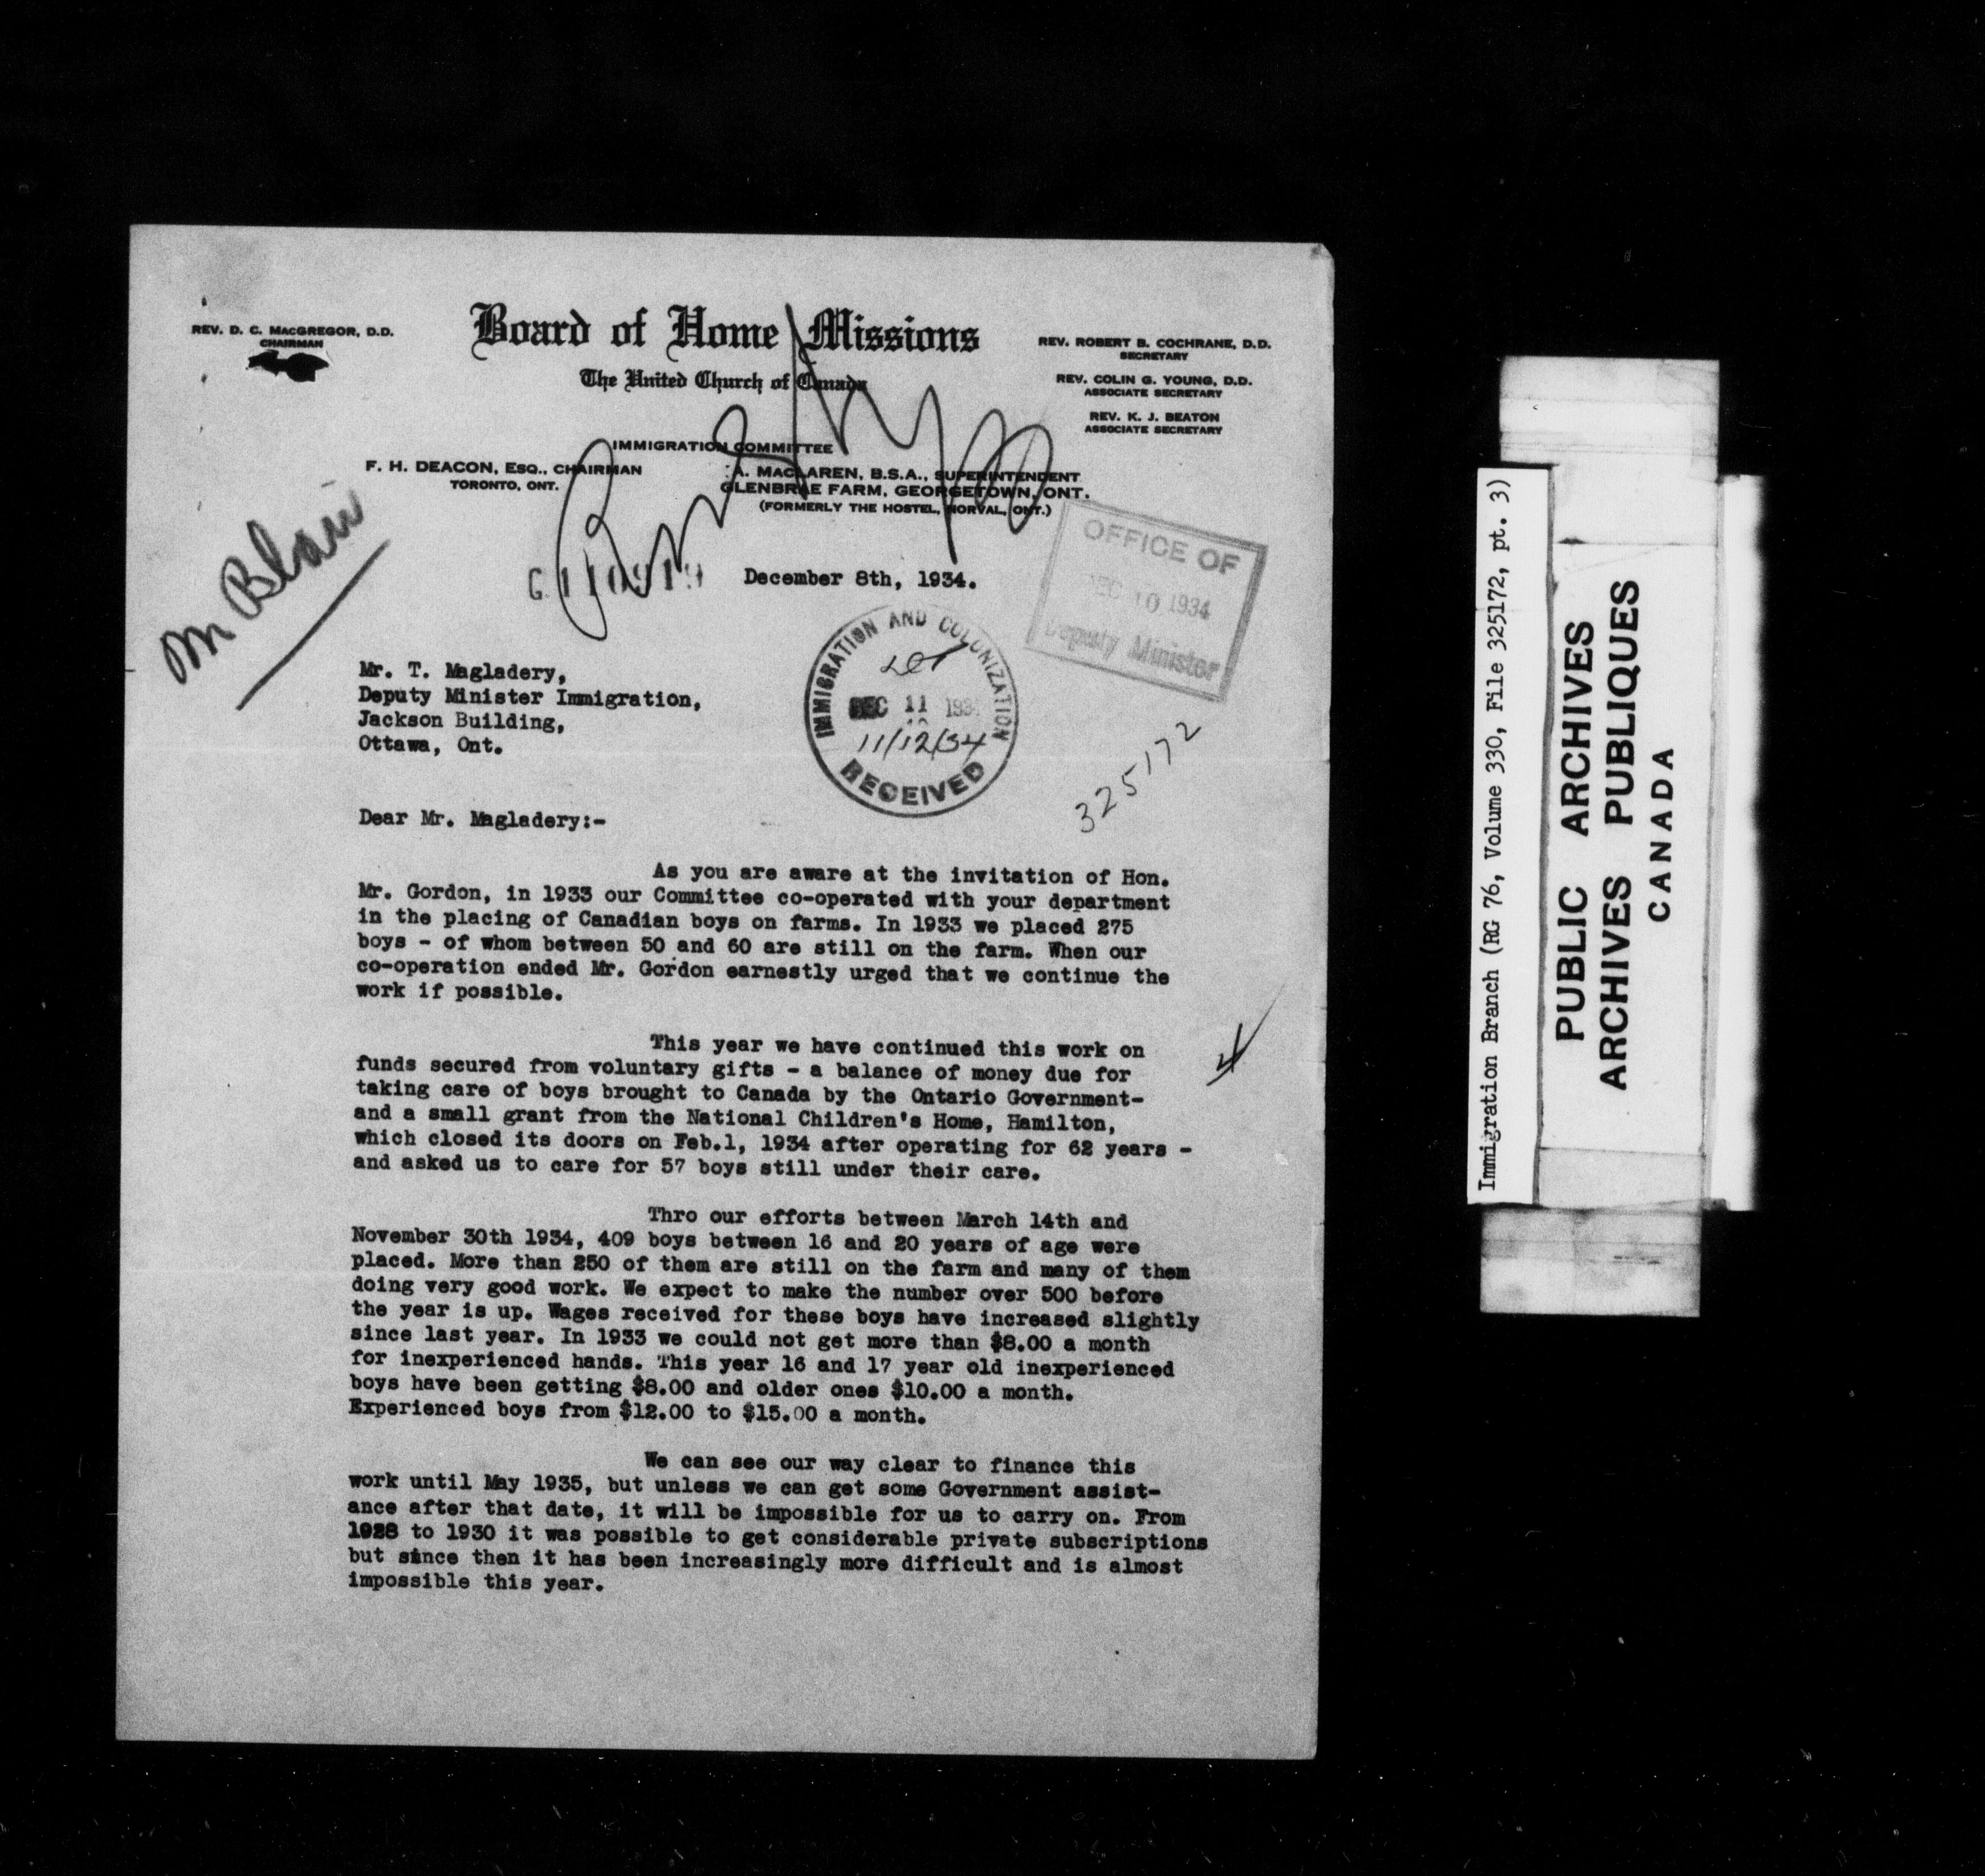 REV. D. C. MACGREGOR, D.D.
CHAIRMAN
Board of Home Missions
The United Church of Canada
REV. ROBERT B. COCHRANE, D.D.
SECRETARY
REV. COLIN G. YOUNG, D.D.
ASSOCIATE SECRETARY
REV. K. J. BEATON
ASSOCIATE SECRETARY
IMMIGRATION COMMITTEE
F. H. DEACON, ESQ., CHAIRMAN
TORONTO, ONT.
A. MACLAREN, B.S.A., SUPERINTENDENT
GLENBRAE FARM, GEORGETOWN, ONT.
(FORMERLY THE HOSTEL, NORVAL, ONT.)
Mr Blair
December 8th, 1934.
OFFICE OF
DEC 10 1934
Deputy Minister
IMMIGRATION AND COLONIZATION
DEC 11 193
11/12/34
RECEIVED
325172
Mr. T. Magladery,
Deputy Minister Immigration,
Jackson Building,
Ottawa, Ont.
Dear Mr. Magladery:-
As you are aware at the invitation of Hon.
Mr. Gordon, in 1933 our Committee co-operated with your department
in the placing of Canadian boys on farms. In 1933 we placed 275
boys - of whom between 50 and 60 are still on the farm. When our
co-operation ended Mr. Gordon earnestly urged that we continue the
work if possible.
This year we have continued this work on
funds secured from voluntary gifts - a balance of money due for
taking care of boys brought to Canada by the Ontario Government-
and a small grant from the National Children's Home, Hamilton,
which closed its doors on Feb.1, 1934 after operating for 62 years -
and asked us to care for 57 boys still under their care.
Thro our efforts between March 14th and
November 30th 1934, 409 boys between 16 and 20 years of age were
placed. More than 250 of them are still on the farm and many of them
doing very good work. We expect to make the number over 500 before
the year is up. Wages received for these boys have increased slightly
since last year. In 1933 we could not get more than $8.00 a month
for inexperienced hands. This year 16 and 17 year old inexperienced
boys have been getting $8.00 and older ones $10.00 a month.
Experienced boys from $12.00 to $15.00 a month.
We can see our way clear to finance this
work until May 1935, but unless we can get some Government assist-
ance after that date, it will be impossible for us to carry on. From
1928 to 1930 it was possible to get considerable private subscriptions
but since then it has been increasingly more difficult and is almost
impossible this year.
Immigration Branch (RG 76, Volume 330, File 325172, pt. 3)
PUBLIC ARCHIVES
ARCHIVES PUBLIQUES
CANADA